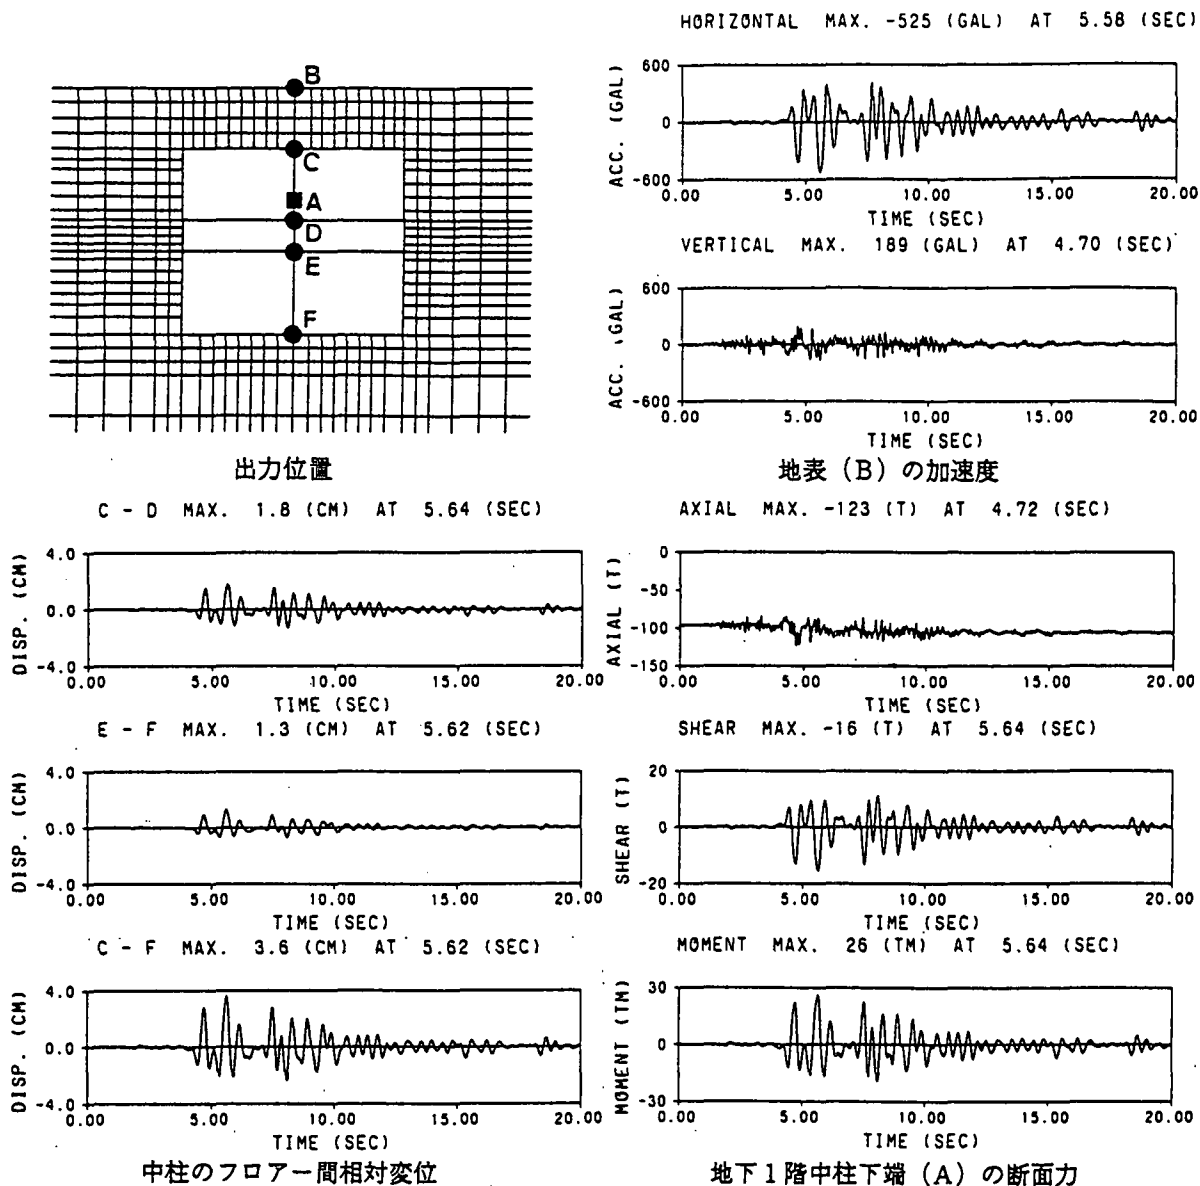 B
C
A
D
E
F
出力位置
HORIZONTAL MAX. -525 (GAL) AT 5.58 (SEC)
ACC. (GAL)
600
0
-600
0.00 5.00 10.00 15.00 20.00
TIME (SEC)
VERTICAL MAX. 189 (GAL) AT 4.70 (SEC)
ACC. (GAL)
600
0
-600
0.00 5.00 10.00 15.00 20.00
TIME (SEC)
地表（B）の加速度
C - D MAX. 1.8 (CM) AT 5.64 (SEC)
DISP. (CM)
4.0
0.0
-4.0
0.00 5.00 10.00 15.00 20.00
TIME (SEC)
E - F MAX. 1.3 (CM) AT 5.62 (SEC)
DISP. (CM)
4.0
0.0
-4.0
0.00 5.00 10.00 15.00 20.00
TIME (SEC)
C - F MAX. 3.6 (CM) AT 5.62 (SEC)
DISP. (CM)
4.0
0.0
-4.0
0.00 5.00 10.00 15.00 20.00
TIME (SEC)
中柱のフロアー間相対変位
AXIAL MAX. -123 (T) AT 4.72 (SEC)
AXIAL (T)
0
-50
-100
-150
0.00 5.00 10.00 15.00 20.00
TIME (SEC)
SHEAR MAX. -16 (T) AT 5.64 (SEC)
SHEAR (T)
20
0
-20
0.00 5.00 10.00 15.00 20.00
TIME (SEC)
MOMENT MAX. 26 (TM) AT 5.64 (SEC)
MOMENT (TM)
30
0
-30
0.00 5.00 10.00 15.00 20.00
TIME (SEC)
地下1階中柱下端（A）の断面力